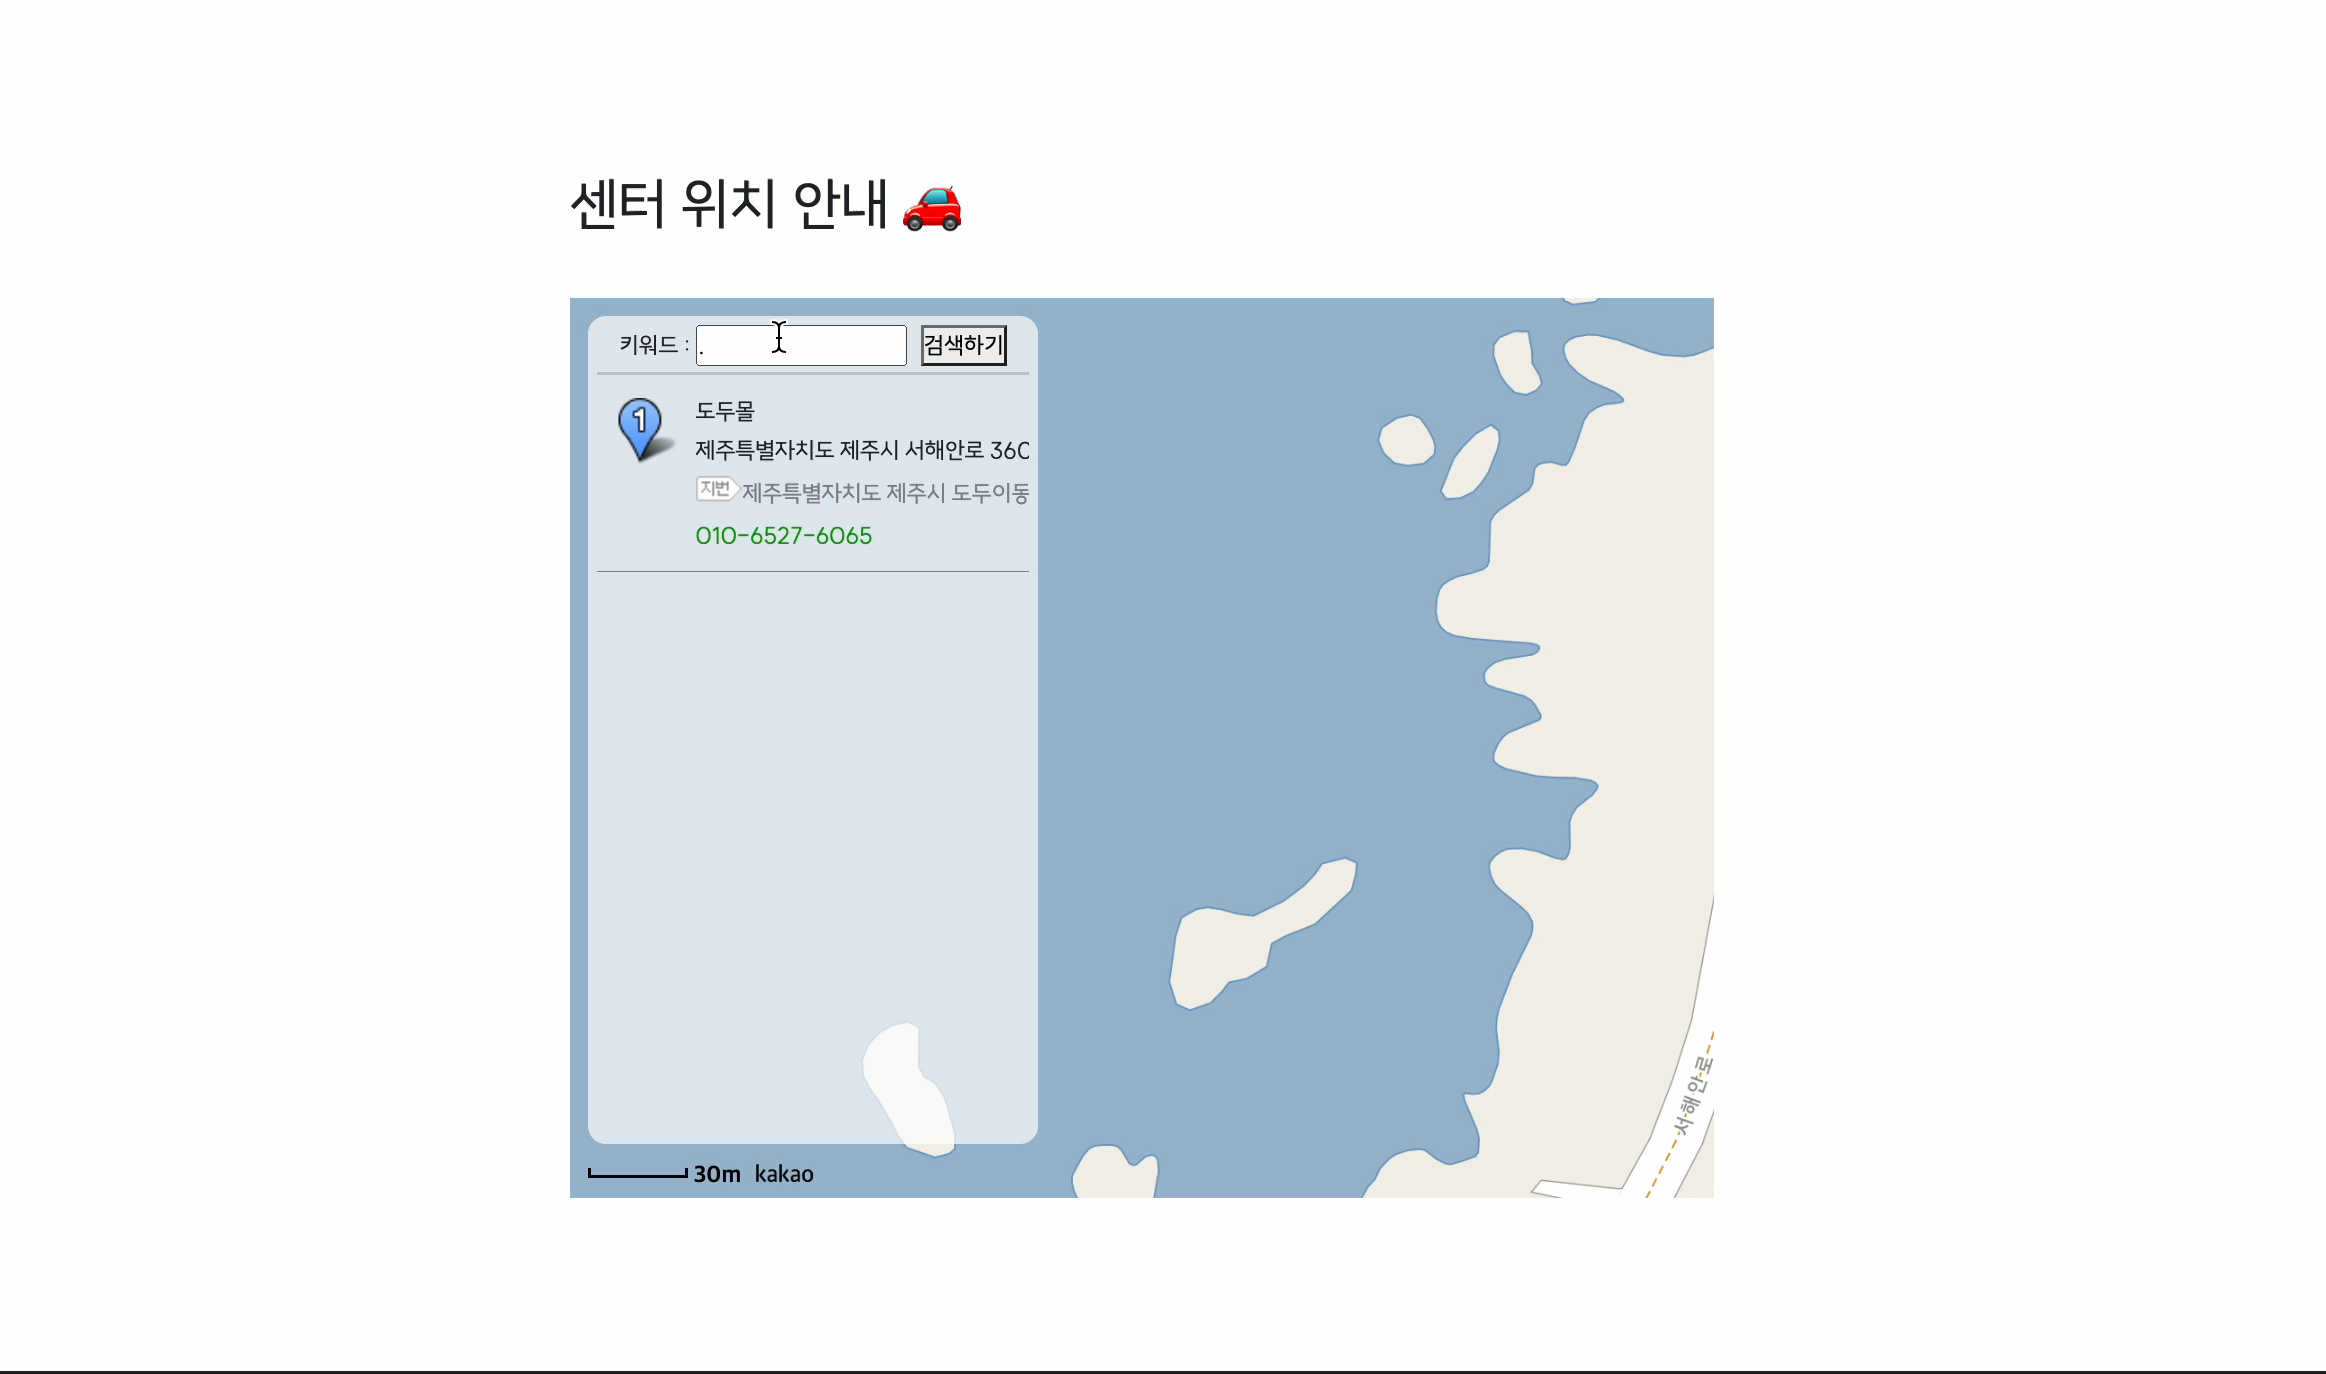 센터 위치 안내 🚗
키워드 : . 검색하기
1 도두몰
제주특별자치도 제주시 서해안로 360
지번 제주특별자치도 제주시 도두이동
010-6527-6065
서해안로
30m kakao